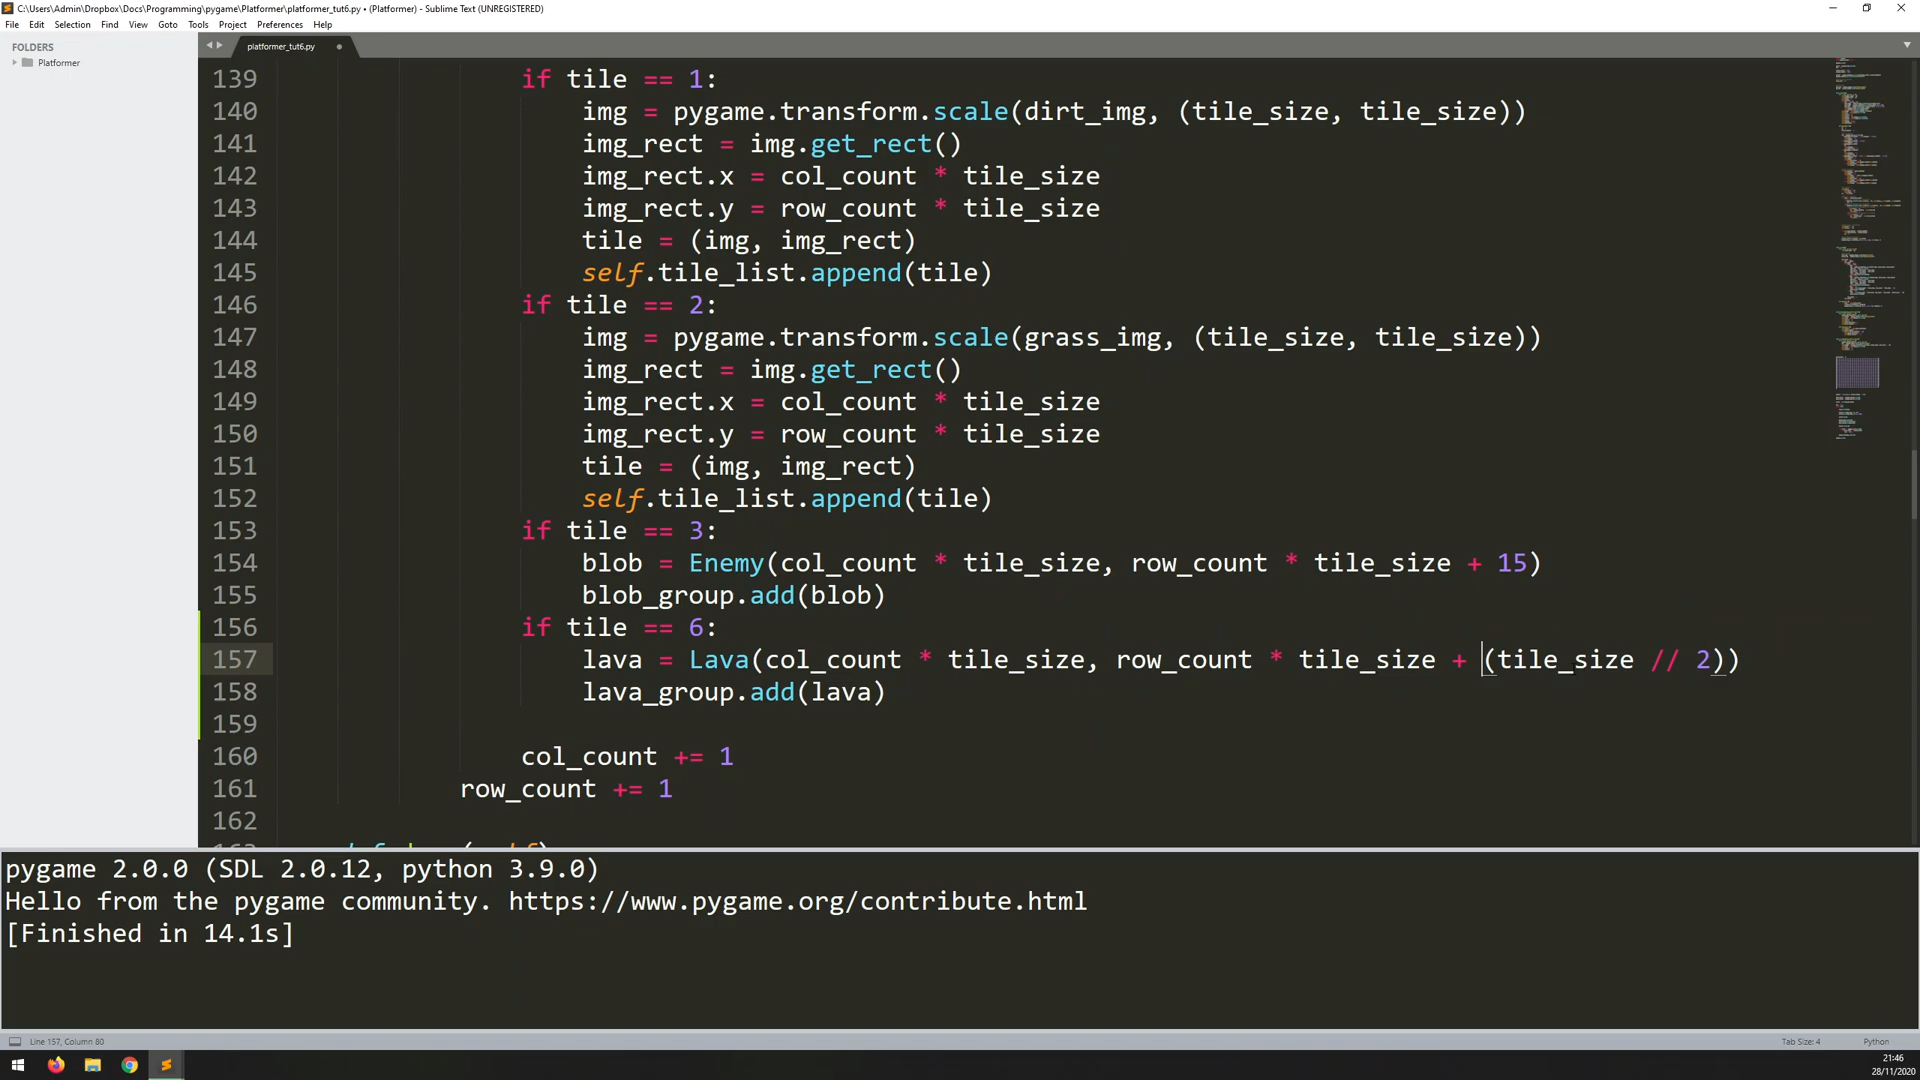 C:\Users\Admin\Dropbox\Docs\Programming\pygame\Platformer\platformer_tut6.py • (Platformer) - Sublime Text (UNREGISTERED)
File Edit Selection Find View Goto Tools Project Preferences Help
FOLDERS
Platformer
platformer_tut6.py
139 if tile == 1:
140 img = pygame.transform.scale(dirt_img, (tile_size, tile_size))
141 img_rect = img.get_rect()
142 img_rect.x = col_count * tile_size
143 img_rect.y = row_count * tile_size
144 tile = (img, img_rect)
145 self.tile_list.append(tile)
146 if tile == 2:
147 img = pygame.transform.scale(grass_img, (tile_size, tile_size))
148 img_rect = img.get_rect()
149 img_rect.x = col_count * tile_size
150 img_rect.y = row_count * tile_size
151 tile = (img, img_rect)
152 self.tile_list.append(tile)
153 if tile == 3:
154 blob = Enemy(col_count * tile_size, row_count * tile_size + 15)
155 blob_group.add(blob)
156 if tile == 6:
157 lava = Lava(col_count * tile_size, row_count * tile_size + (tile_size // 2))
158 lava_group.add(lava)
159
160 col_count += 1
161 row_count += 1
162
pygame 2.0.0 (SDL 2.0.12, python 3.9.0)
Hello from the pygame community. https://www.pygame.org/contribute.html
[Finished in 14.1s]
Line 157, Column 80
Tab Size: 4
Python
21:46
28/11/2020